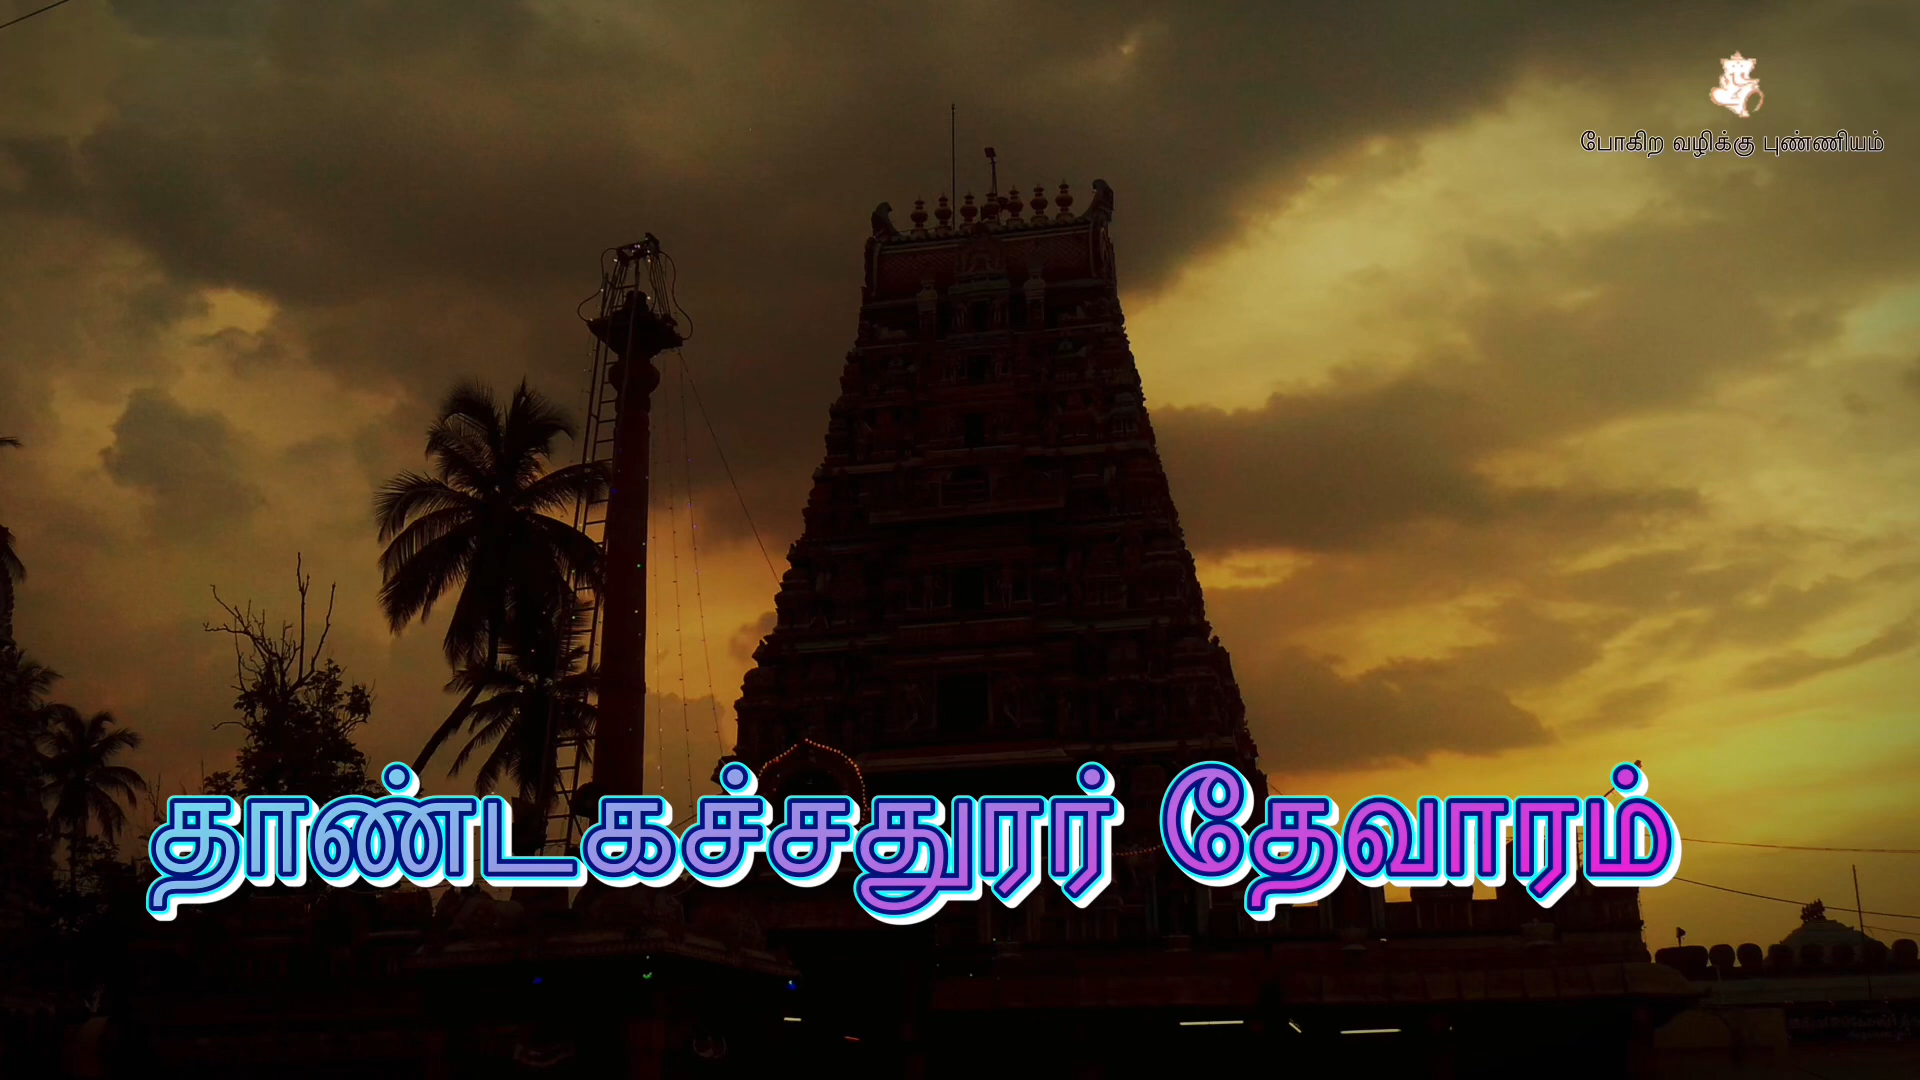 போகிற வழிக்கு புண்ணியம்
தாண்டகச்சதுரர் தேவாரம்